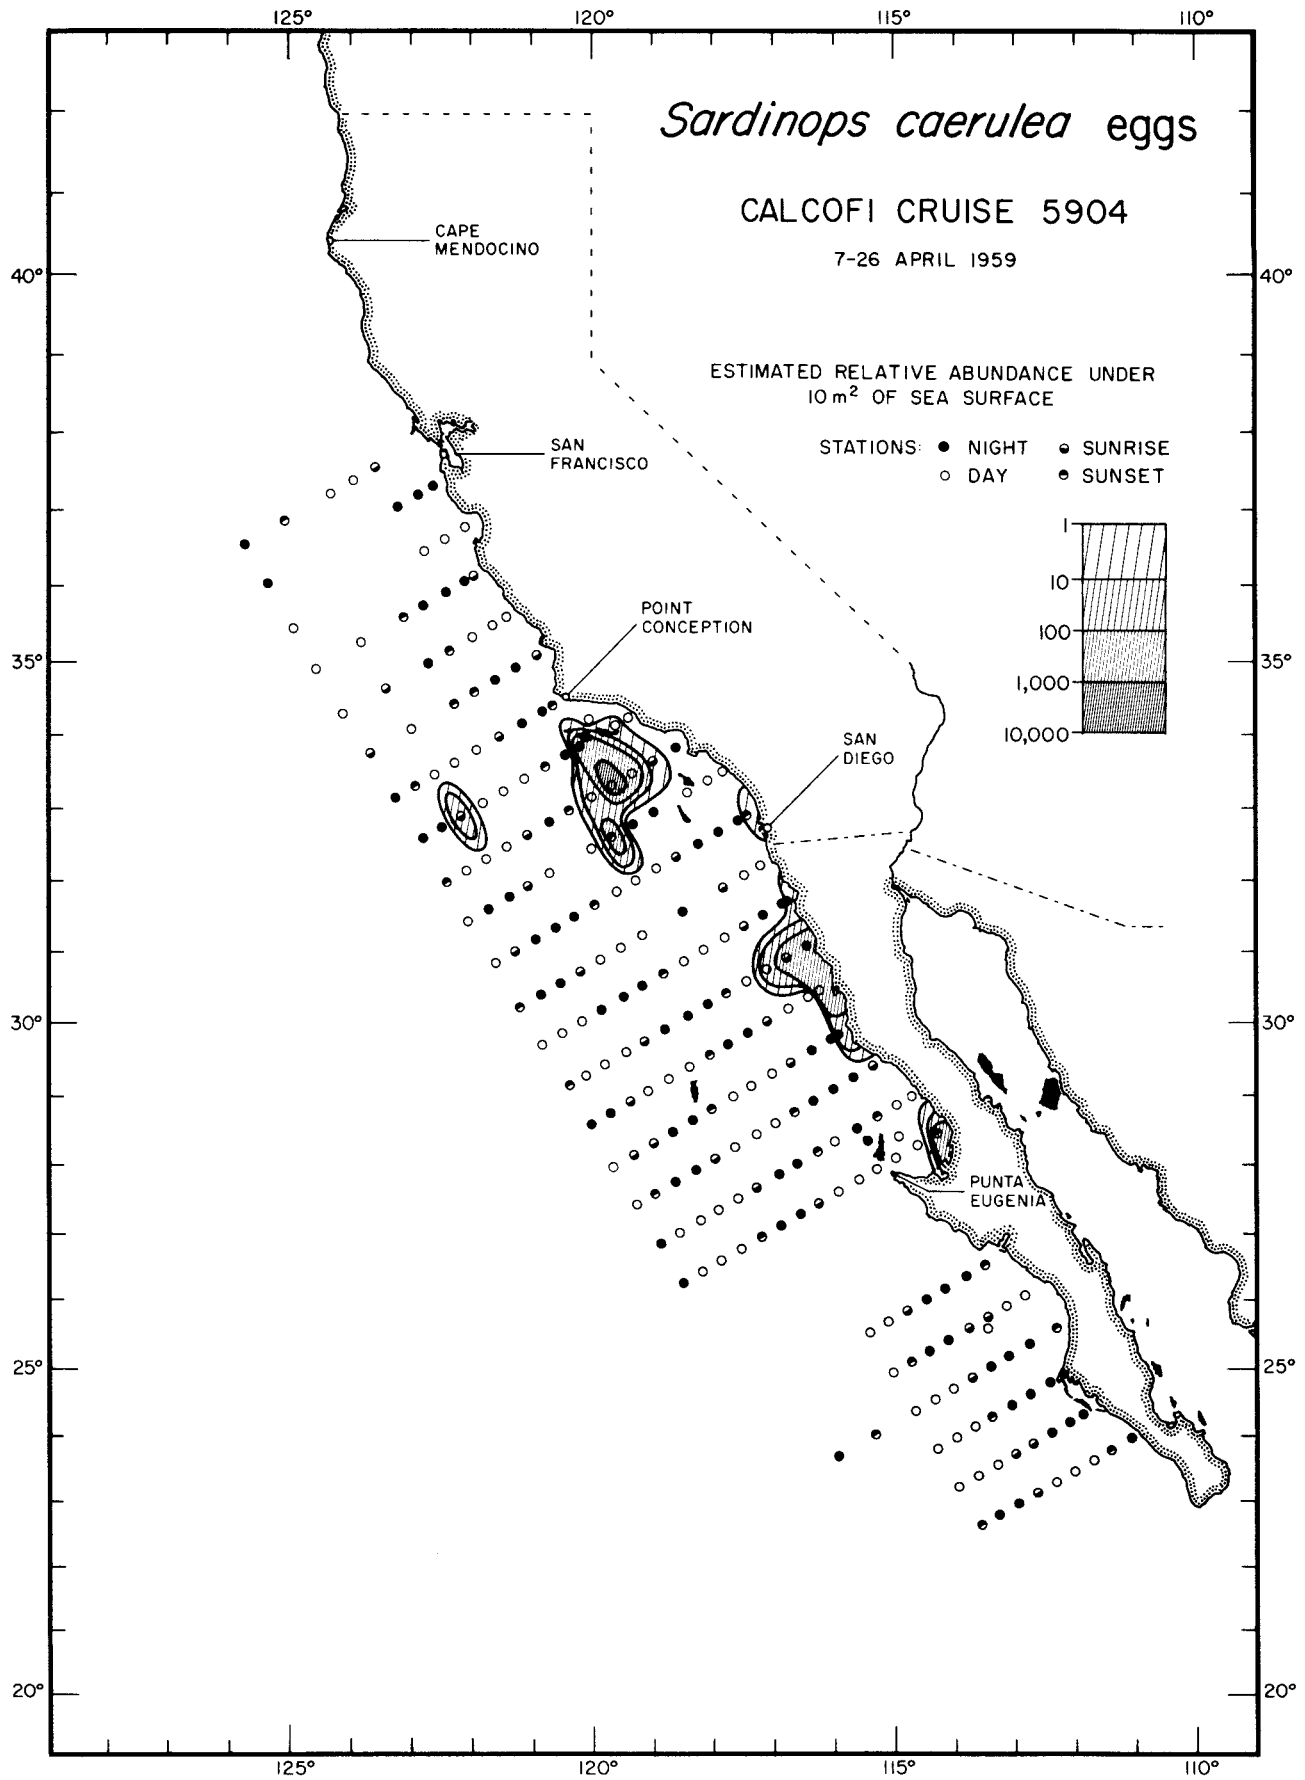 125° 120° 115° 110°
Sardinops caerulea eggs
CALCOFI CRUISE 5904
7-26 APRIL 1959
CAPE
MENDOCINO
40° 40°
ESTIMATED RELATIVE ABUNDANCE UNDER
10 m² OF SEA SURFACE
STATIONS: ● NIGHT ◒ SUNRISE
○ DAY ◓ SUNSET
SAN
FRANCISCO
1
10
100
1,000
10,000
POINT
CONCEPTION
35° 35°
SAN
DIEGO
30° 30°
PUNTA
EUGENIA
25° 25°
20° 20°
125° 120° 115° 110°